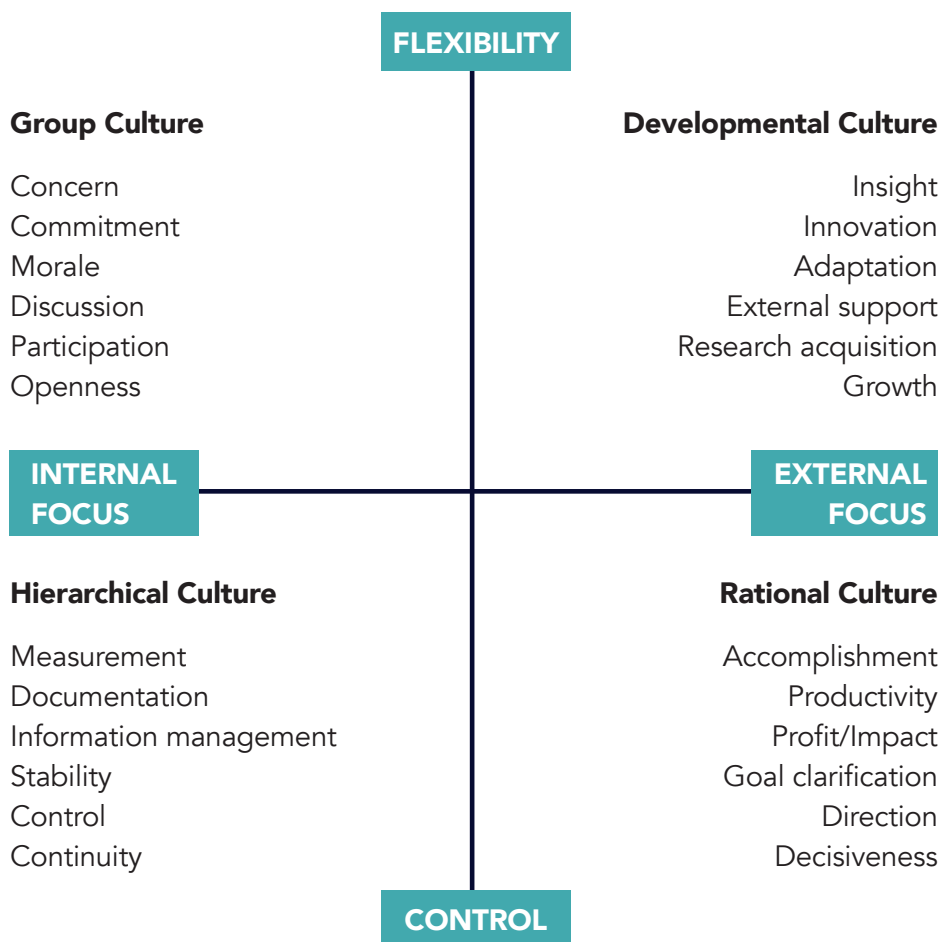 FLEXIBILITY
Group Culture
Concern
Commitment
Morale
Discussion
Participation
Openness
Developmental Culture
Insight
Innovation
Adaptation
External support
Research acquisition
Growth
INTERNAL
FOCUS
EXTERNAL
FOCUS
Hierarchical Culture
Measurement
Documentation
Information management
Stability
Control
Continuity
Rational Culture
Accomplishment
Productivity
Profit/Impact
Goal clarification
Direction
Decisiveness
CONTROL